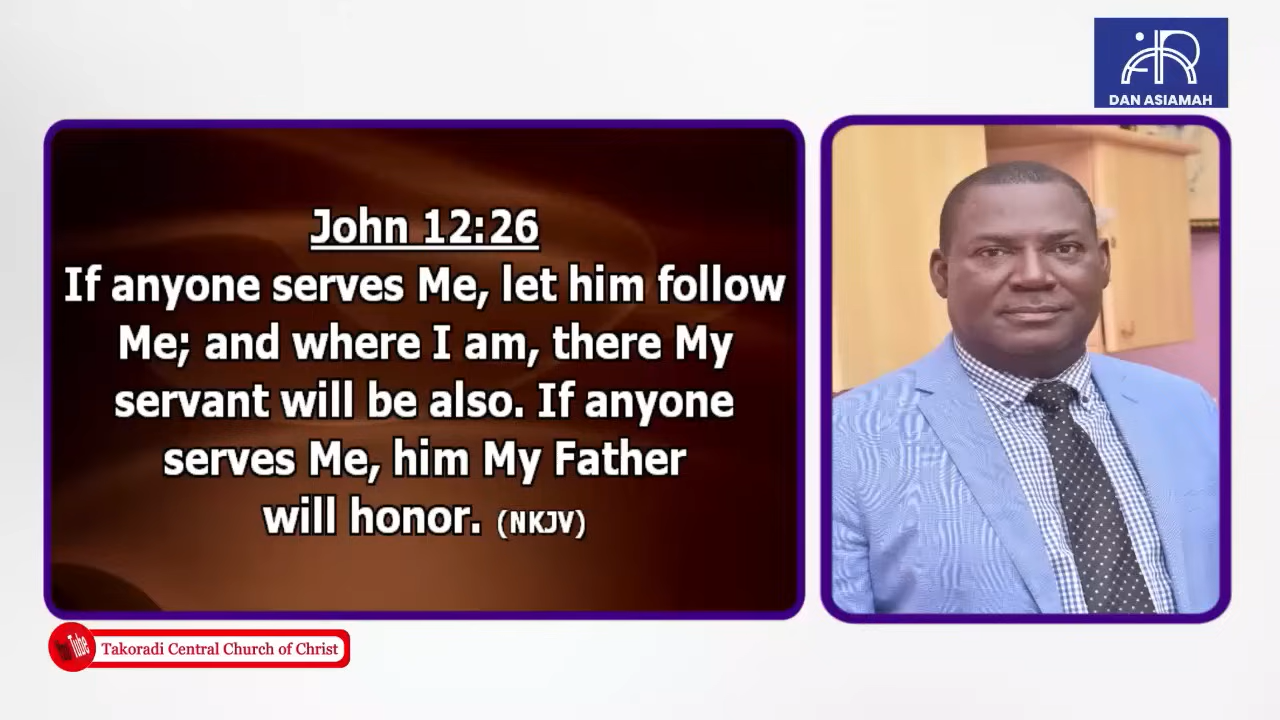 DAN ASIAMAH
John 12:26
If anyone serves Me, let him follow
Me; and where I am, there My
servant will be also. If anyone
serves Me, him My Father
will honor. (NKJV)
Takoradi Central Church of Christ